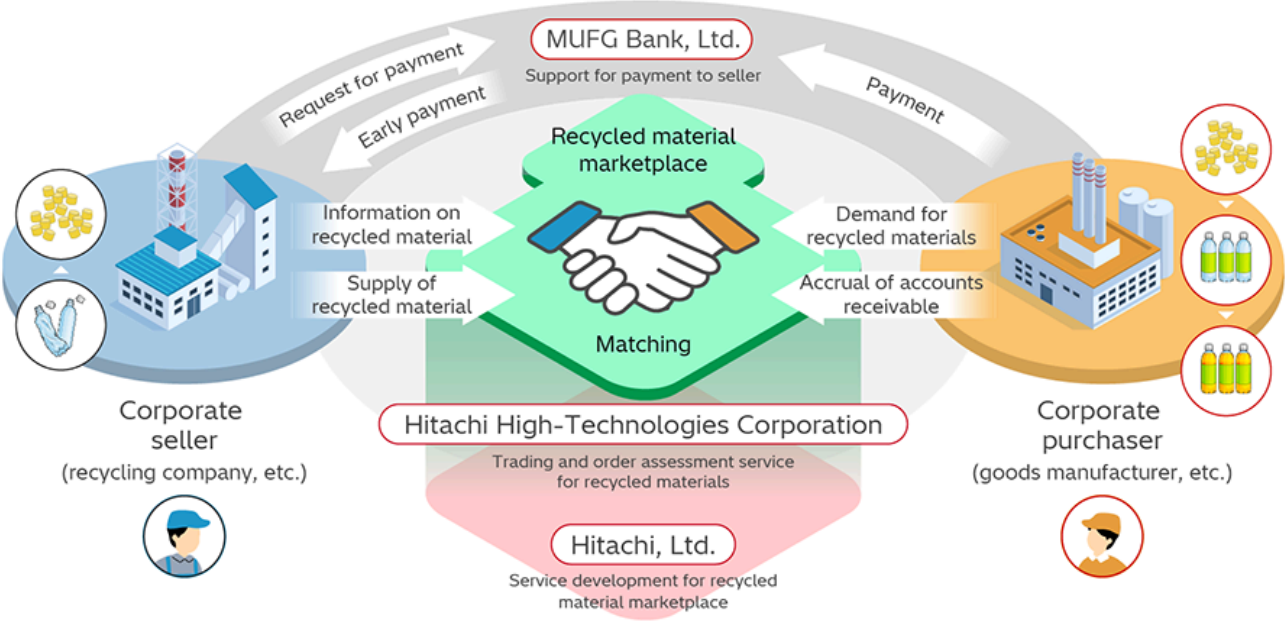 MUFG Bank, Ltd.
Support for payment to seller
Request for payment
Early payment
Payment
Recycled material
marketplace
Information on
recycled material
Supply of
recycled material
Demand for
recycled materials
Accrual of accounts
receivable
Matching
Corporate
seller
(recycling company, etc.)
Corporate
purchaser
(goods manufacturer, etc.)
Hitachi High-Technologies Corporation
Trading and order assessment service
for recycled materials
Hitachi, Ltd.
Service development for recycled
material marketplace